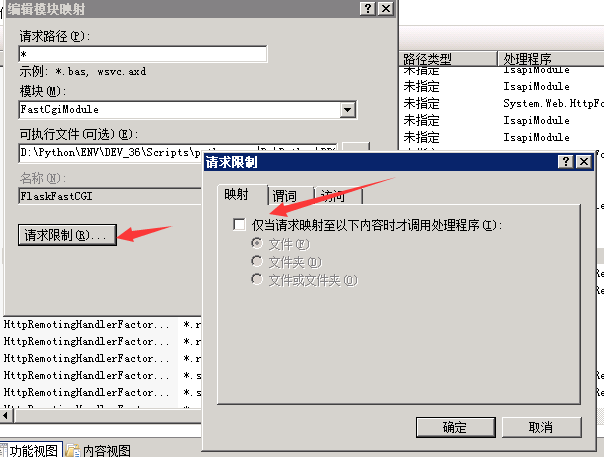 编辑模块映射
请求路径(P):
*
示例: *.bas, wsvc.axd
模块(M):
FastCgiModule
可执行文件(可选)(E):
D:\Python\ENV\DEV_36\Scripts\python
名称(N):
FlaskFastCGI
请求限制(R)...
路径类型 处理程序
未指定 IsapiModule
未指定 IsapiModule
未指定 System.Web.HttpFo
未指定 IsapiModule
未指定 IsapiModule
请求限制
映射 谓词 访问
仅当请求映射至以下内容时才调用处理程序(I):
文件(F)
文件夹(D)
文件或文件夹(O)
确定 取消
HttpRemotingHandlerFactor... *.r
HttpRemotingHandlerFactor... *.r
HttpRemotingHandlerFactor... *.r
HttpRemotingHandlerFactor... *.s
HttpRemotingHandlerFactor... *.s
功能视图 内容视图